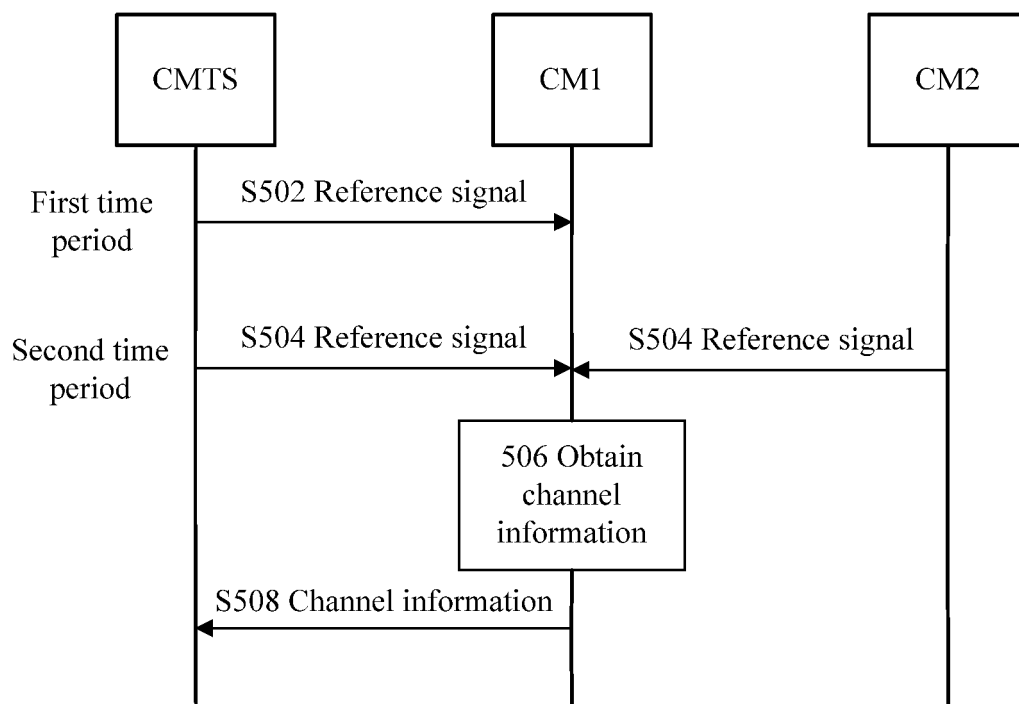 CMTS
CM1
CM2
First time
period
S502 Reference signal
Second time
period
S504 Reference signal
S504 Reference signal
506 Obtain
channel
information
S508 Channel information